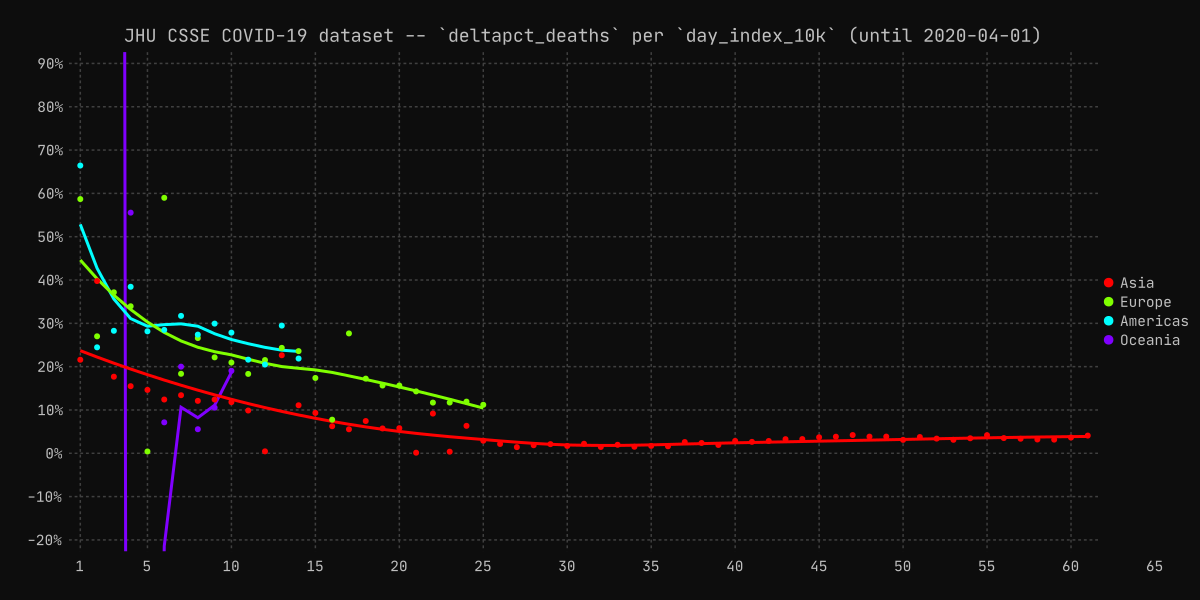 JHU CSSE COVID-19 dataset -- `deltapct_deaths` per `day_index_10k` (until 2020-04-01)
90%
80%
70%
60%
50%
40%
30%
20%
10%
0%
-10%
-20%
1 5 10 15 20 25 30 35 40 45 50 55 60 65
Asia
Europe
Americas
Oceania